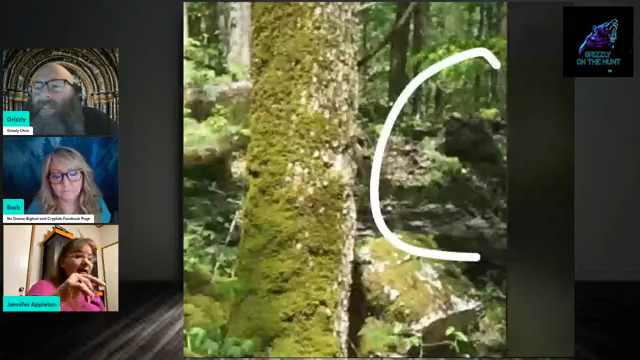 GRIZZLY
ON THE HUNT
Grizzly
Grizzly Chris
Barb
No Drama Bigfoot and Cryptids Facebook Page
Jennifer Appleton